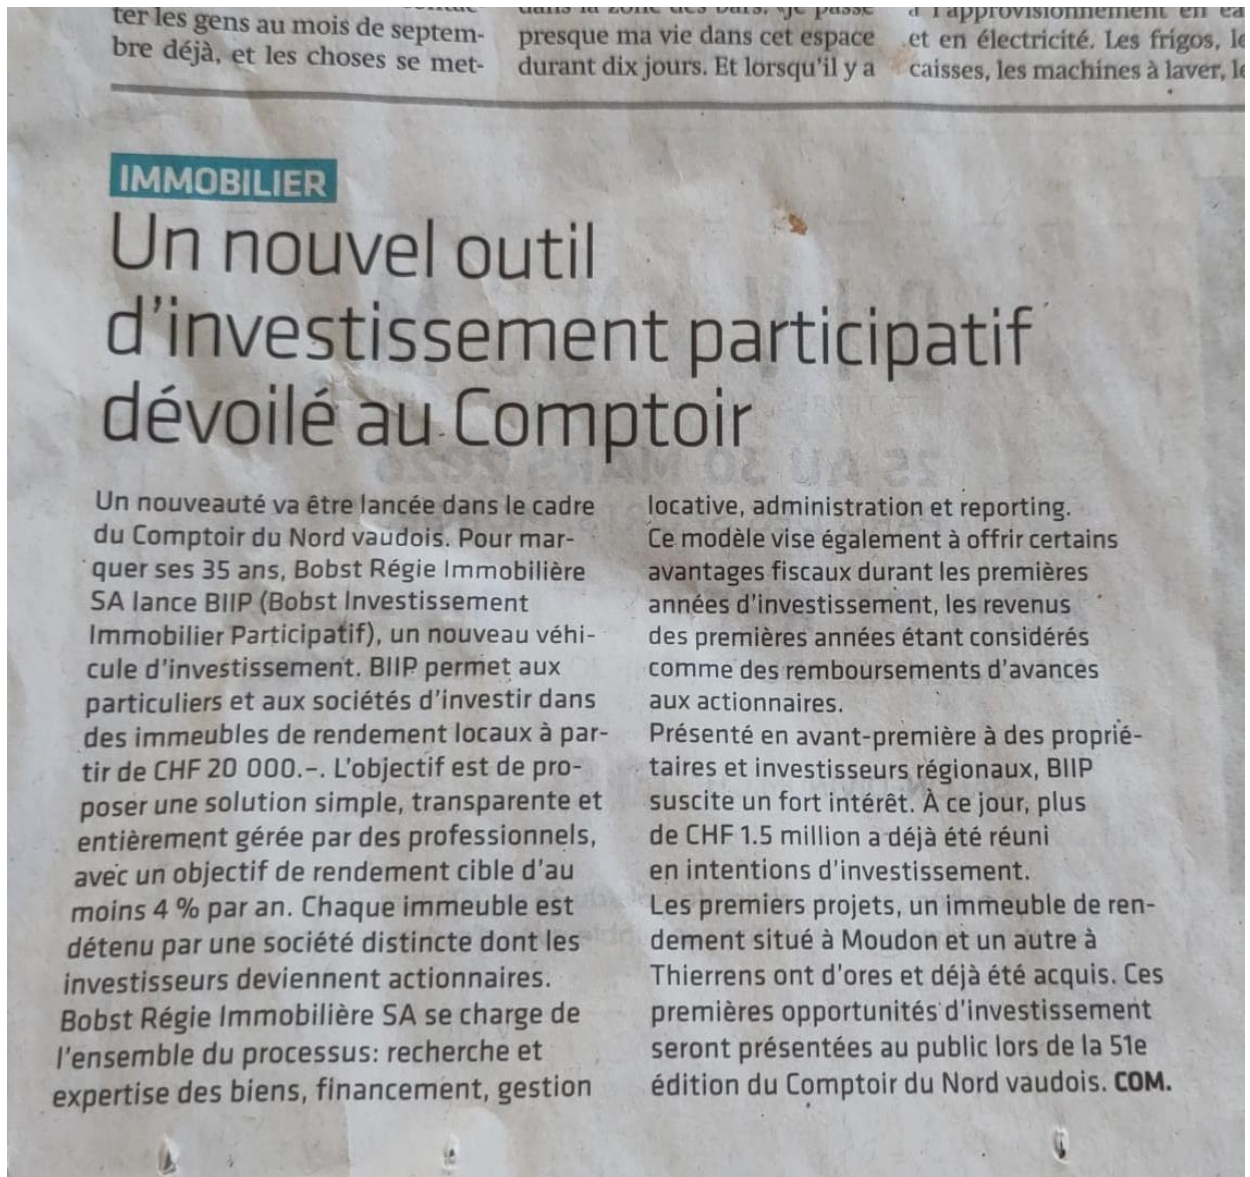 ter les gens au mois de septem-
bre déjà, et les choses se met-
dans la zone des bars. «Je passe
presque ma vie dans cet espace
durant dix jours. Et lorsqu'il y a
à l'approvisionnement en
et en électricité. Les frigos,
caisses, les machines à laver,
IMMOBILIER
Un nouvel outil
d'investissement participatif
dévoilé au Comptoir
Un nouveauté va être lancée dans le cadre
du Comptoir du Nord vaudois. Pour mar-
quer ses 35 ans, Bobst Régie Immobilière
SA lance BIIP (Bobst Investissement
Immobilier Participatif), un nouveau véhi-
cule d'investissement. BIIP permet aux
particuliers et aux sociétés d'investir dans
des immeubles de rendement locaux à par-
tir de CHF 20 000.–. L'objectif est de pro-
poser une solution simple, transparente et
entièrement gérée par des professionnels,
avec un objectif de rendement cible d'au
moins 4 % par an. Chaque immeuble est
détenu par une société distincte dont les
investisseurs deviennent actionnaires.
Bobst Régie Immobilière SA se charge de
l'ensemble du processus: recherche et
expertise des biens, financement, gestion
locative, administration et reporting.
Ce modèle vise également à offrir certains
avantages fiscaux durant les premières
années d'investissement, les revenus
des premières années étant considérés
comme des remboursements d'avances
aux actionnaires.
Présenté en avant-première à des proprié-
taires et investisseurs régionaux, BIIP
suscite un fort intérêt. À ce jour, plus
de CHF 1.5 million a déjà été réuni
en intentions d'investissement.
Les premiers projets, un immeuble de ren-
dement situé à Moudon et un autre à
Thierrens ont d'ores et déjà été acquis. Ces
premières opportunités d'investissement
seront présentées au public lors de la 51e
édition du Comptoir du Nord vaudois. COM.